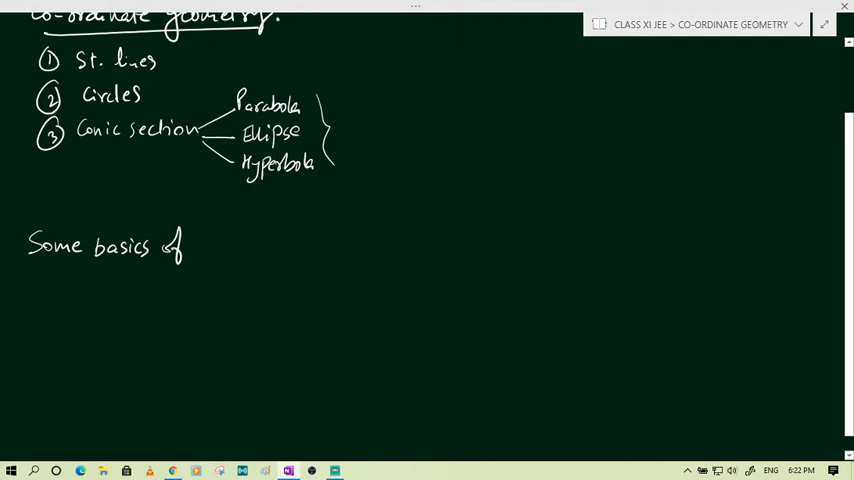 CLASS XI JEE > CO-ORDINATE GEOMETRY
Co-ordinate geometry.
① St. lines
② Circles
③ Conic section
Parabola
Ellipse
Hyperbola
Some basics of
ENG
6:22 PM